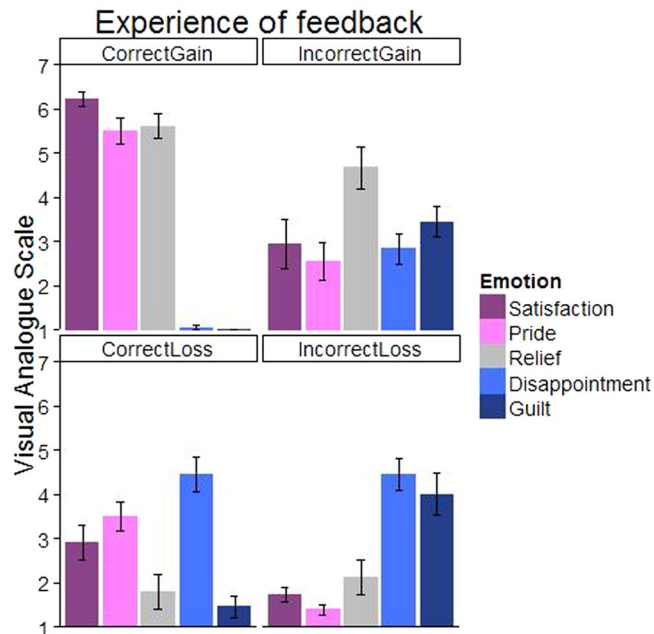 Experience of feedback
CorrectGain IncorrectGain
7
6
5
4
3
2
1
CorrectLoss IncorrectLoss
7
6
5
4
3
2
1
Visual Analogue Scale
Emotion
Satisfaction
Pride
Relief
Disappointment
Guilt